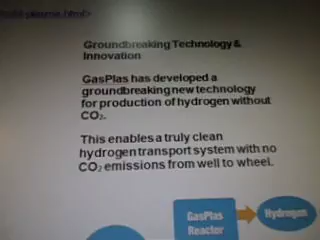 Groundbreaking Technology &
Innovation
GasPlas has developed a
groundbreaking new technology
for production of hydrogen without
CO₂.
This enables a truly clean
hydrogen transport system with no
CO₂ emissions from well to wheel.
GasPlas
Reactor
Hydrogen